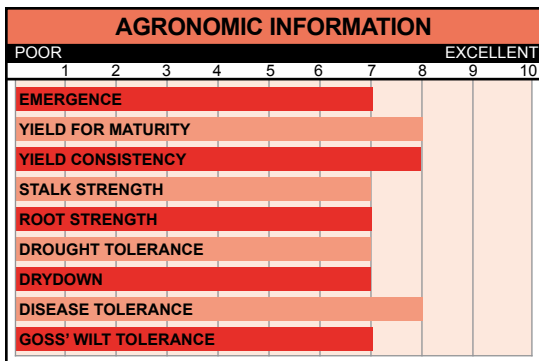 AGRONOMIC INFORMATION
POOR EXCELLENT
1 2 3 4 5 6 7 8 9 10
EMERGENCE
YIELD FOR MATURITY
YIELD CONSISTENCY
STALK STRENGTH
ROOT STRENGTH
DROUGHT TOLERANCE
DRYDOWN
DISEASE TOLERANCE
GOSS' WILT TOLERANCE